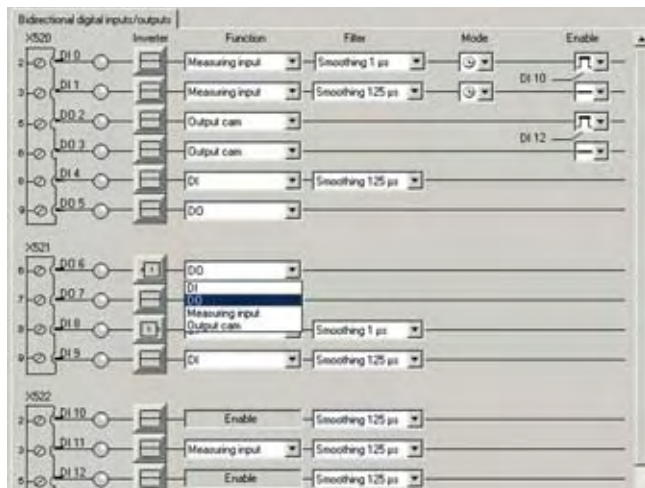 Bidirectional digital inputs/outputs
X520 Inverter Function Filter Mode Enable
2 DI 0 Measuring input Smoothing 1 µs
3 DI 1 Measuring input Smoothing 125 µs DI 10
5 DO 2 Output cam
6 DO 3 Output cam DI 12
8 DI 4 DI Smoothing 125 µs
9 DO 5 DO
X521
6 DO 6 DO
DI
7 DO 7 DO
Measuring input
Output cam
8 DI 8 Smoothing 1 µs
9 DI 9 DI Smoothing 125 µs
X522
2 DI 10 Enable Smoothing 125 µs
3 DI 11 Measuring input Smoothing 125 µs
5 DI 12 Enable Smoothing 125 µs